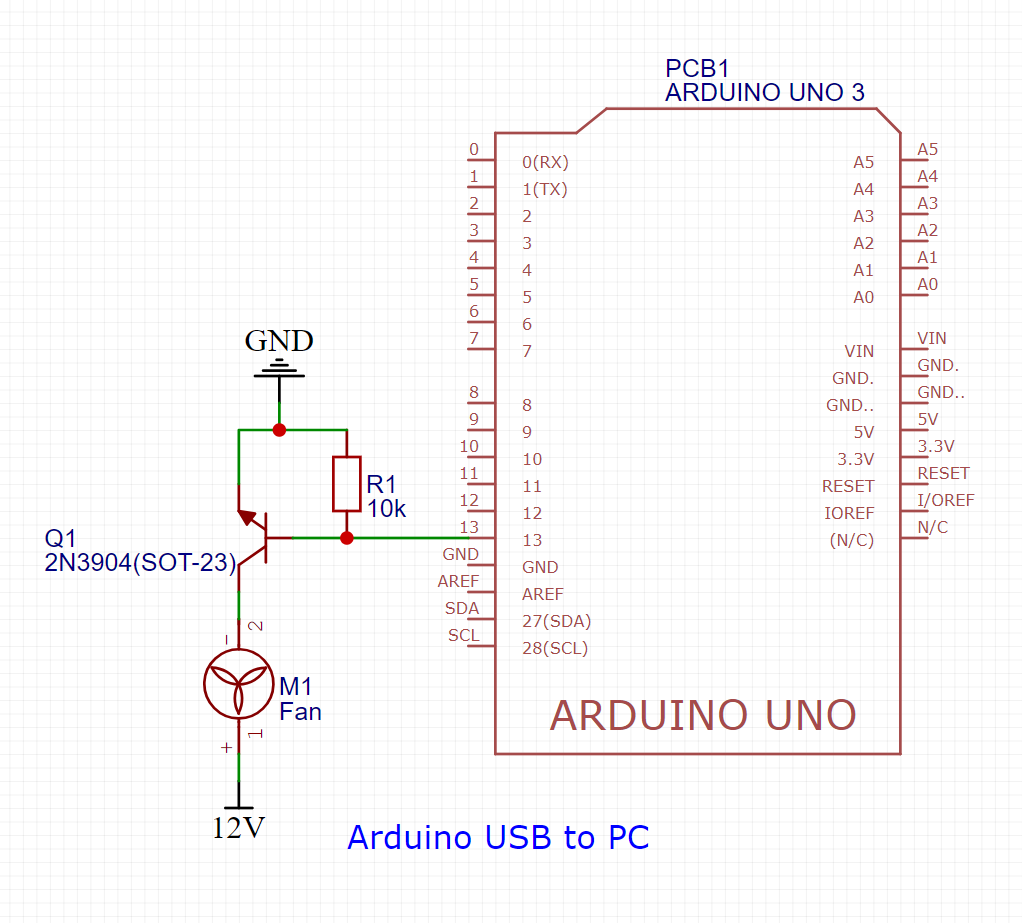 PCB1
ARDUINO UNO 3
0
0(RX)
1
1(TX)
2
2
3
3
4
4
5
5
6
6
7
7
8
8
9
9
10
10
11
11
12
12
13
13
GND
GND
AREF
AREF
SDA
27(SDA)
SCL
28(SCL)
A5
A5
A4
A4
A3
A3
A2
A2
A1
A1
A0
A0
VIN
VIN
GND.
GND.
GND..
GND..
5V
5V
3.3V
3.3V
RESET
RESET
I/OREF
IOREF
N/C
(N/C)
ARDUINO UNO
GND
R1
10k
Q1
2N3904(SOT-23)
2
-
M1
Fan
1
+
12V
Arduino USB to PC